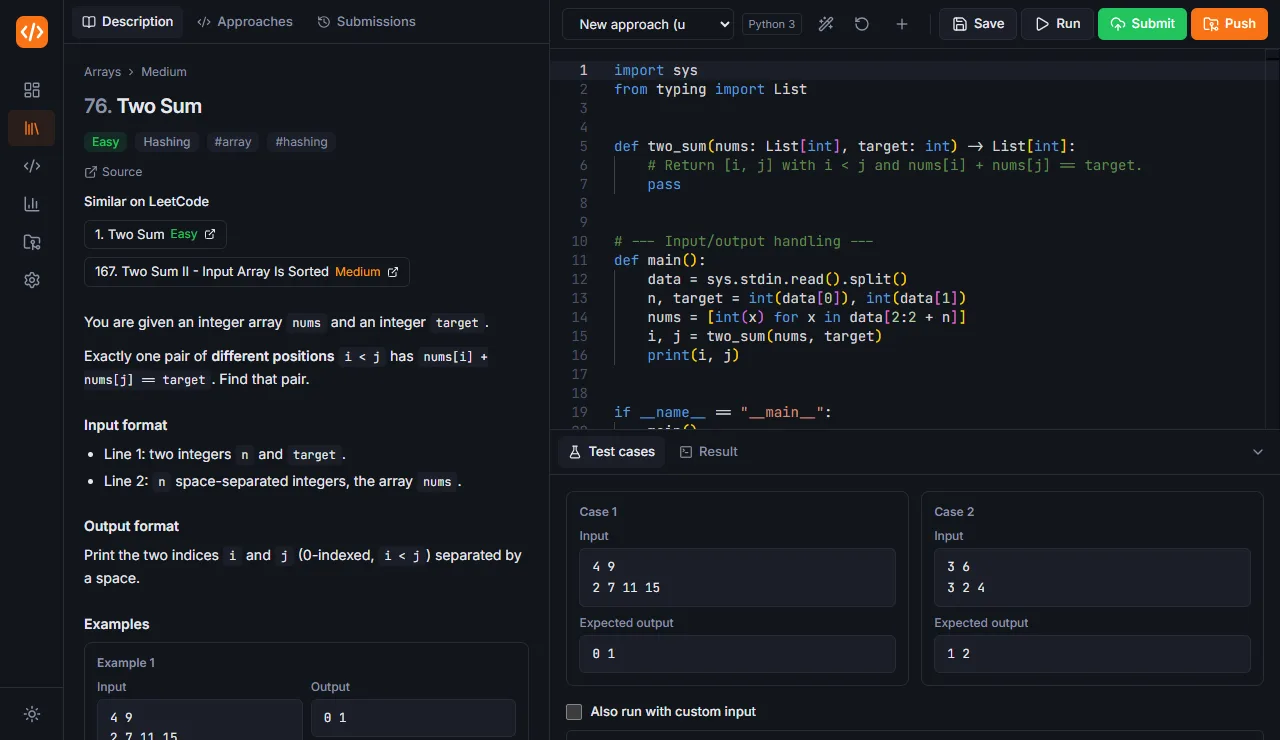 Description
Approaches
Submissions
New approach (u
Python 3
Save
Run
Submit
Push
Arrays > Medium
76. Two Sum
Easy
Hashing
#array
#hashing
Source
Similar on LeetCode
1. Two Sum Easy
167. Two Sum II - Input Array Is Sorted Medium
You are given an integer array nums and an integer target.
Exactly one pair of different positions i < j has nums[i] +
nums[j] == target. Find that pair.
Input format
• Line 1: two integers n and target.
• Line 2: n space-separated integers, the array nums.
Output format
Print the two indices i and j (0-indexed, i < j) separated by
a space.
Examples
Example 1
Input
Output
4 9
2 7 11 15
0 1
1 import sys
2 from typing import List
3
4
5 def two_sum(nums: List[int], target: int) -> List[int]:
6     # Return [i, j] with i < j and nums[i] + nums[j] == target.
7     pass
8
9
10 # --- Input/output handling ---
11 def main():
12     data = sys.stdin.read().split()
13     n, target = int(data[0]), int(data[1])
14     nums = [int(x) for x in data[2:2 + n]]
15     i, j = two_sum(nums, target)
16     print(i, j)
17
18
19 if __name__ == "__main__":
20     main()
Test cases
Result
Case 1
Input
4 9
2 7 11 15
Expected output
0 1
Case 2
Input
3 6
3 2 4
Expected output
1 2
Also run with custom input